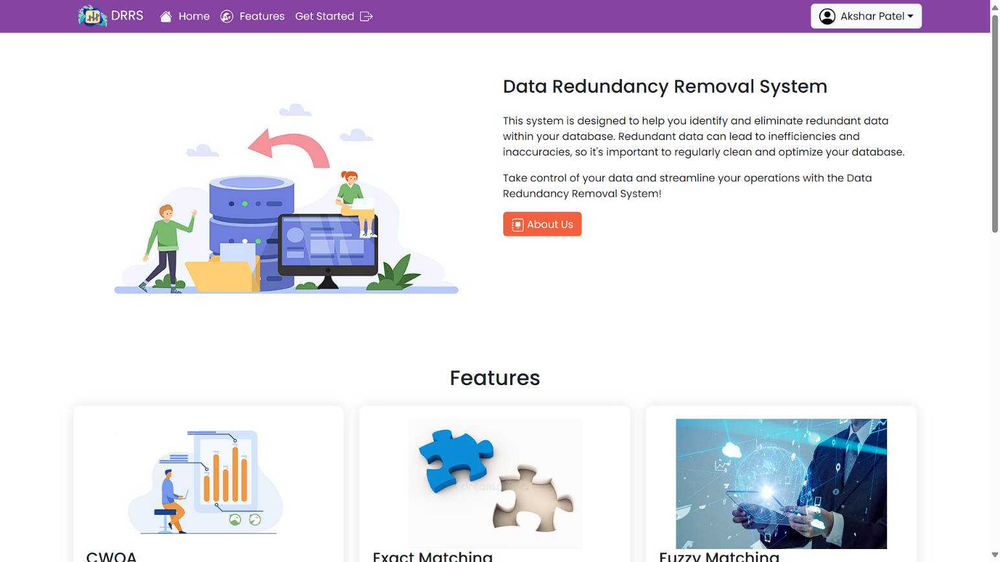 DRRS Home Features Get Started Akshar Patel
Data Redundancy Removal System
This system is designed to help you identify and eliminate redundant data
within your database. Redundant data can lead to inefficiencies and
inaccuracies, so it's important to regularly clean and optimize your database.
Take control of your data and streamline your operations with the Data
Redundancy Removal System!
About Us
Features
CWOA
Exact Matching
Fuzzy Matching